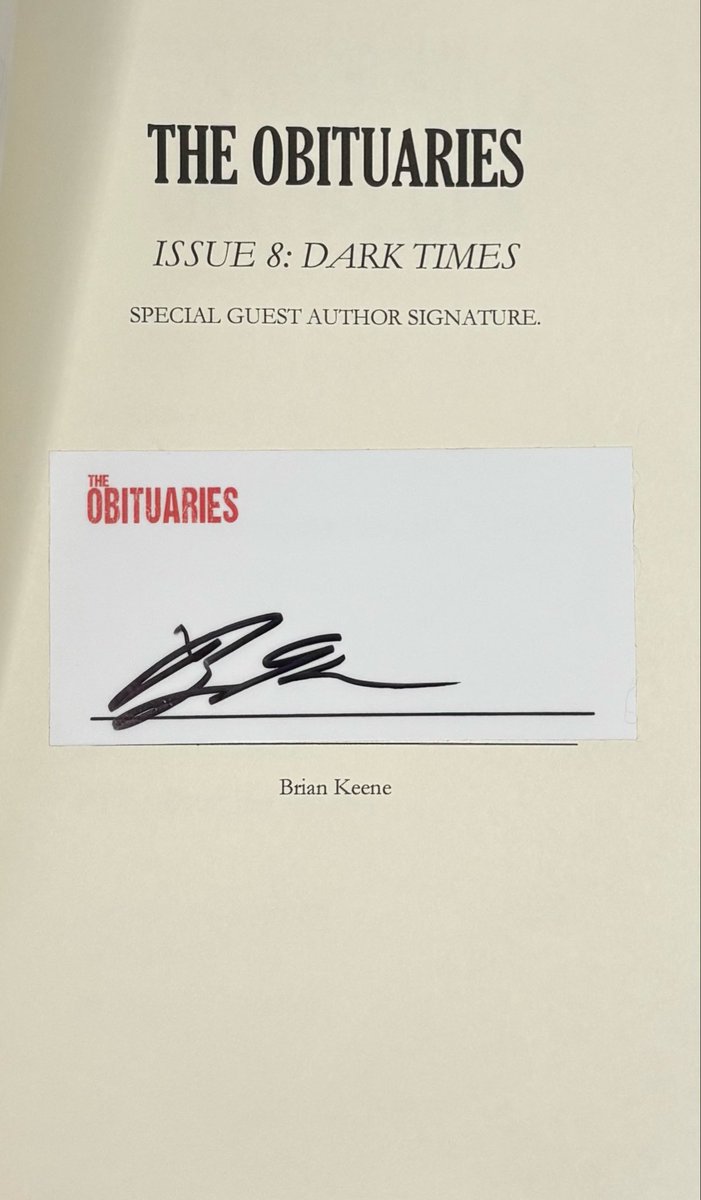 THE OBITUARIES
ISSUE 8: DARK TIMES
SPECIAL GUEST AUTHOR SIGNATURE.
THE
OBITUARIES
Brian Keene